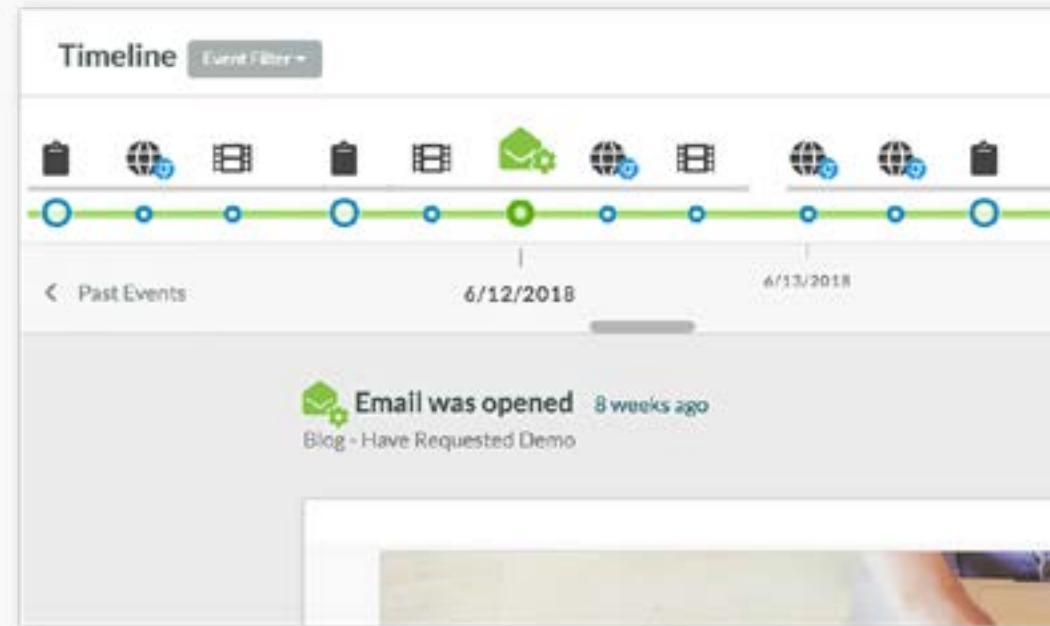 Timeline
Event Filter
Past Events
6/12/2018
6/13/2018
Email was opened 8 weeks ago
Blog - Have Requested Demo